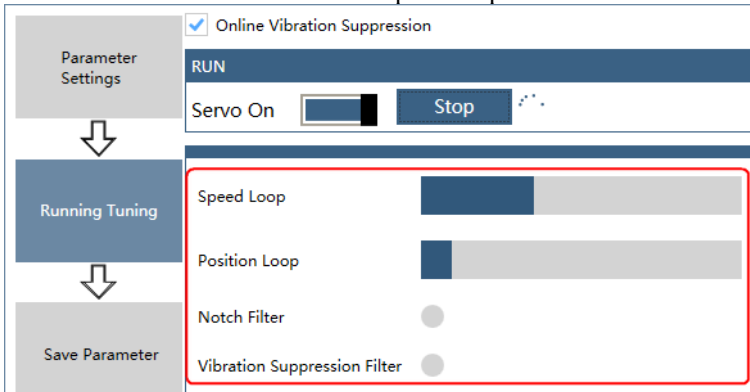 Online Vibration Suppression
Parameter
Settings
RUN
Servo On
Stop
Running Tuning
Speed Loop
Position Loop
Notch Filter
Save Parameter
Vibration Suppression Filter